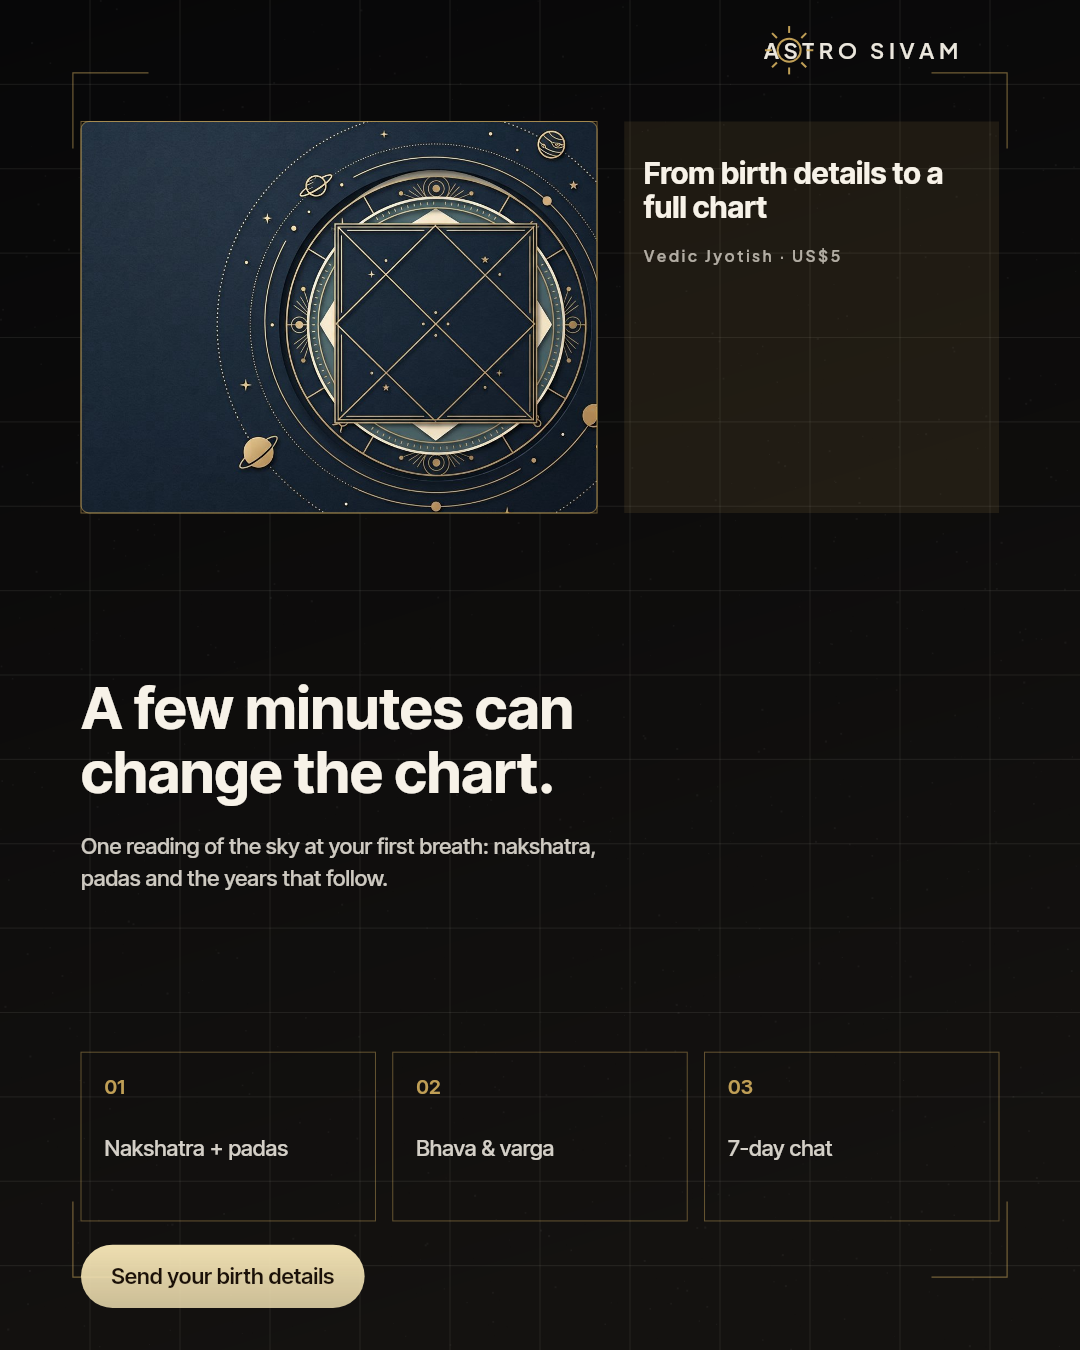 ASTRO SIVAM
From birth details to a
full chart
Vedic Jyotish · US$5
A few minutes can
change the chart.
One reading of the sky at your first breath: nakshatra,
padas and the years that follow.
01
Nakshatra + padas
02
Bhava & varga
03
7-day chat
Send your birth details